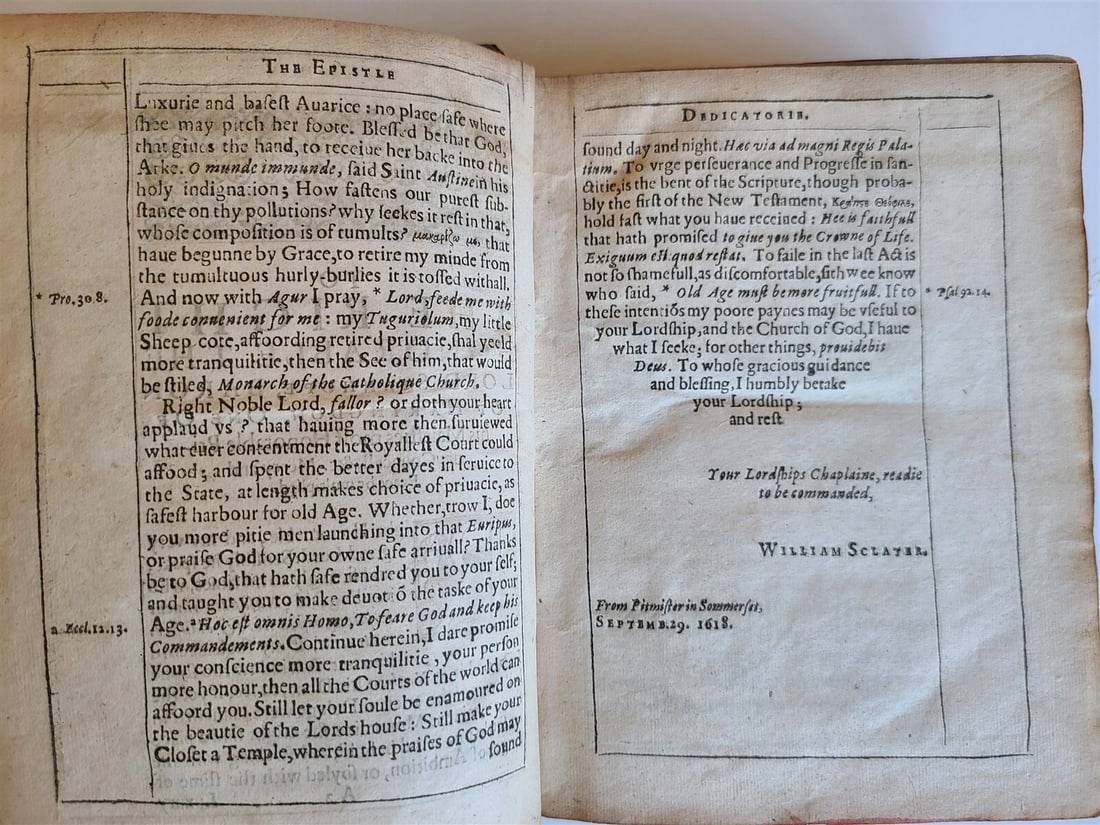 THE EPISTLE
Luxurie and baſeſt Auarice : no place ſafe where
ſhee may pitch her foote. Bleſſed be that God,
that giues the hand, to receiue her backe into the
Arke. O munde immunde, ſaid Saint Auſtine in his
holy indignation; How faſtens our pureſt ſub-
ſtance on thy pollutions? why ſeekes it reſt in that,
whoſe compoſition is of tumults? μακαρίζω με, that
haue begunne by Grace, to retire my minde from
the tumultuous hurly-burlies it is toſſed withall.
* Pro. 30 8.
And now with Agur I pray, * Lord, feede me with
foode conuenient for me : my Tuguriolum, my little
Sheep cote, affoording retired priuacie, ſhal yeeld
more tranquilitie, then the See of him, that would
be ſtiled, Monarch of the Catholique Church.
Right Noble Lord, fallor ? or doth your heart
applaud vs ? that hauing more then ſuruiewed
what euer contentment the Royalleſt Court could
affood ; and ſpent the better dayes in ſeruice to
the State, at length makes choice of priuacie, as
ſafeſt harbour for old Age. Whether, trow I, doe
you more pitie men launching into that Euripus,
or praiſe God for your owne ſafe arriuall? Thanks
be to God, that hath ſafe rendred you to your ſelf;
and taught you to make deuotiō the taske of your
a Eccl. 12. 13.
Age. ᵃ Hoc eſt omnis Homo, To feare God and keep his
Commandements. Continue herein, I dare promiſe
your conſcience more tranquilitie, your perſon
more honour, then all the Courts of the world can
affoord you. Still let your ſoule be enamoured on
the beautie of the Lords houſe : Still make your
Cloſet a Temple, wherein the praiſes of God may
ſound
DEDICATORIE.
ſound day and night. Hæc via ad magni Regis Pala-
tium. To vrge perſeuerance and Progreſſe in ſan-
ctitie, is the bent of the Scripture, though proba-
bly the firſt of the New Teſtament,
hold faſt what you haue receiued : Hee is faithfull
that hath promiſed to giue you the Crowne of Life.
Exiguum eſt quod reſtat. To faile in the laſt Act is
not ſo ſhamefull, as diſcomfortable, ſith wee know
who ſaid, * Old Age muſt be more fruitfull. If to
* Pſal 92. 14.
theſe intentiōs my poore paynes may be vſeful to
your Lordſhip, and the Church of God, I haue
what I ſeeke; for other things, prouidebit
Deus. To whoſe gracious guidance
and bleſſing, I humbly betake
your Lordſhip ;
and reſt.
Your Lordſhips Chaplaine, readie
to be commanded,
WILLIAM SCLATER.
From Pitmiſter in Sommerſet,
SEPTEMB. 29. 1618.